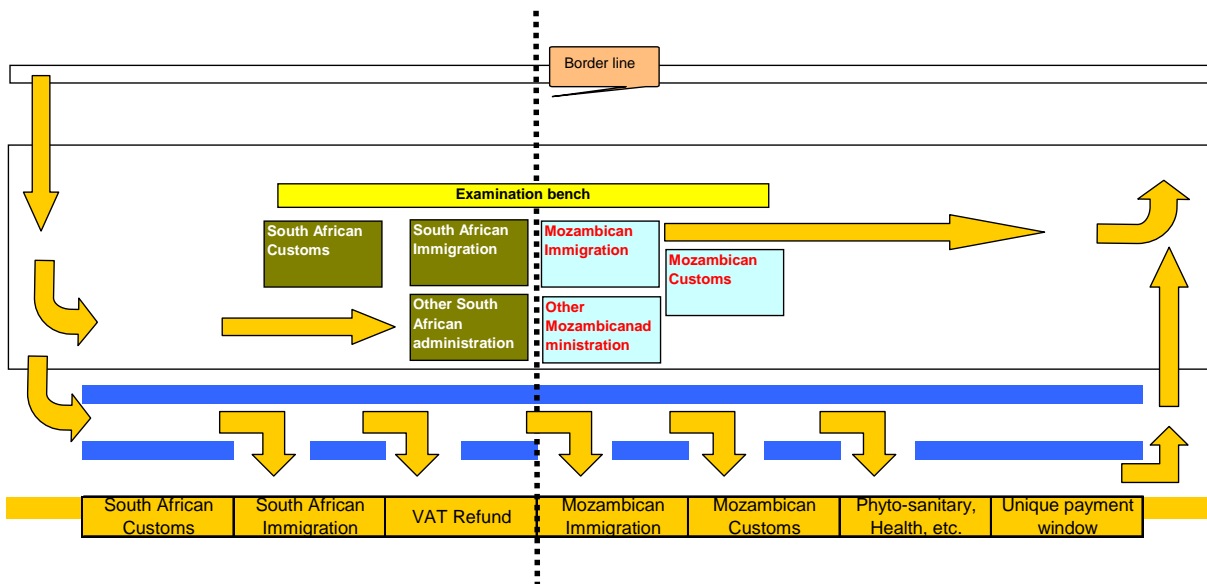 Border line
Examination bench
South African
Customs
South African
Immigration
Mozambican
Immigration
Mozambican
Customs
Other South
African
administration
Other
Mozambicanad
ministration
South African
Customs
South African
Immigration
VAT Refund
Mozambican
Immigration
Mozambican
Customs
Phyto-sanitary,
Health, etc.
Unique payment
window